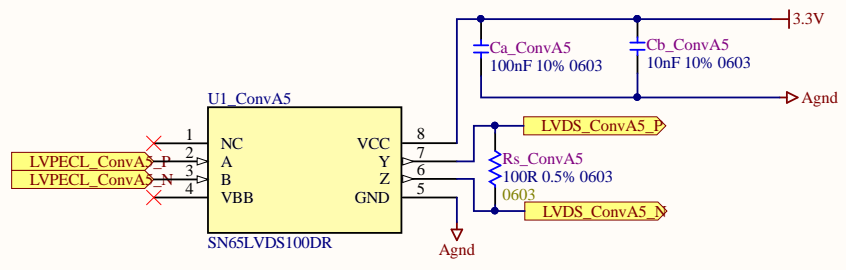 3.3V
Ca_ConvA5
100nF 10% 0603
Cb_ConvA5
10nF 10% 0603
Agnd
U1_ConvA5
1
NC
VCC
8
LVDS_ConvA5_P
LVPECL_ConvA5_P
2
A
Y
7
LVPECL_ConvA5_N
3
B
Z
6
Rs_ConvA5
100R 0.5% 0603
0603
4
VBB
GND
5
LVDS_ConvA5_N
SN65LVDS100DR
Agnd